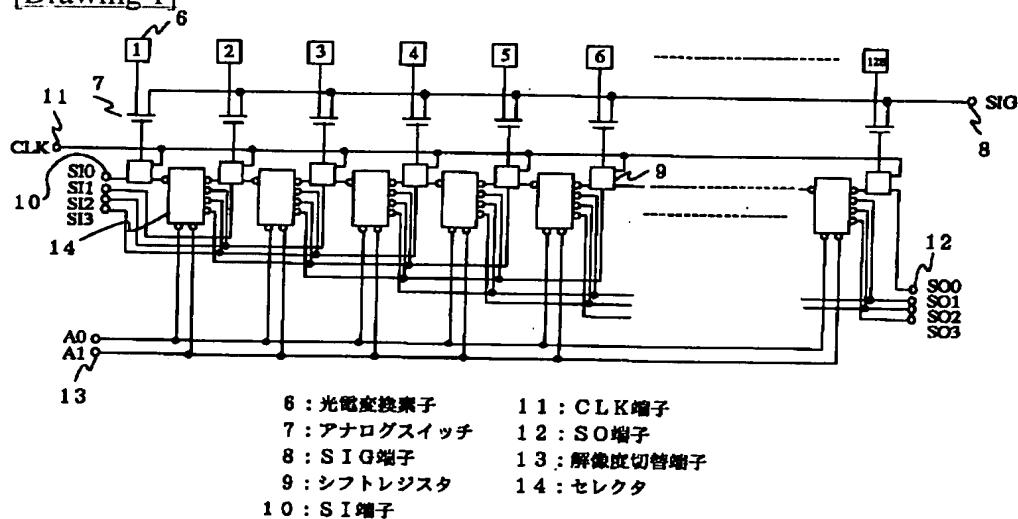 [Drawing 1]
6
1 2 3 4 5 6 128
7
11
SIG
8
CLK
SI0
SI1
SI2
SI3
10
9
14
12
SO0
SO1
SO2
SO3
A0
A1
13
6：光電変換素子
7：アナログスイッチ
8：SIG端子
9：シフトレジスタ
10：SI端子
11：CLK端子
12：SO端子
13：解像度切替端子
14：セレクタ